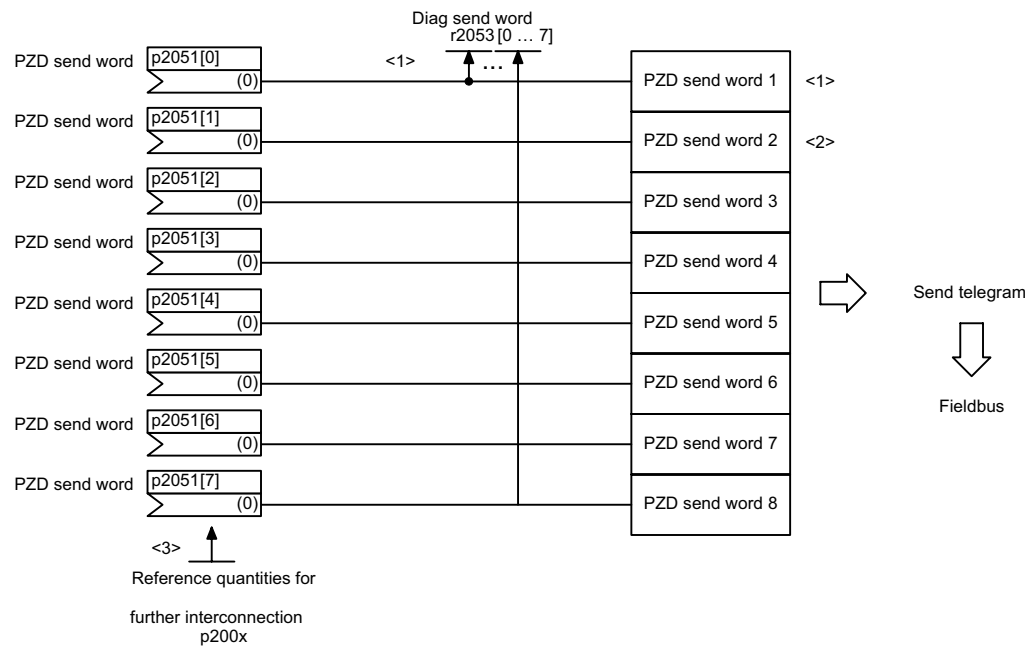 Diag send word
r2053 [0 … 7]
<1>
...
PZD send word
p2051[0]
(0)
PZD send word 1
<1>
PZD send word
p2051[1]
(0)
PZD send word 2
<2>
PZD send word
p2051[2]
(0)
PZD send word 3
PZD send word
p2051[3]
(0)
PZD send word 4
PZD send word
p2051[4]
(0)
PZD send word 5
PZD send word
p2051[5]
(0)
PZD send word 6
PZD send word
p2051[6]
(0)
PZD send word 7
PZD send word
p2051[7]
(0)
PZD send word 8
Send telegram
Fieldbus
<3>
Reference quantities for
further interconnection
p200x